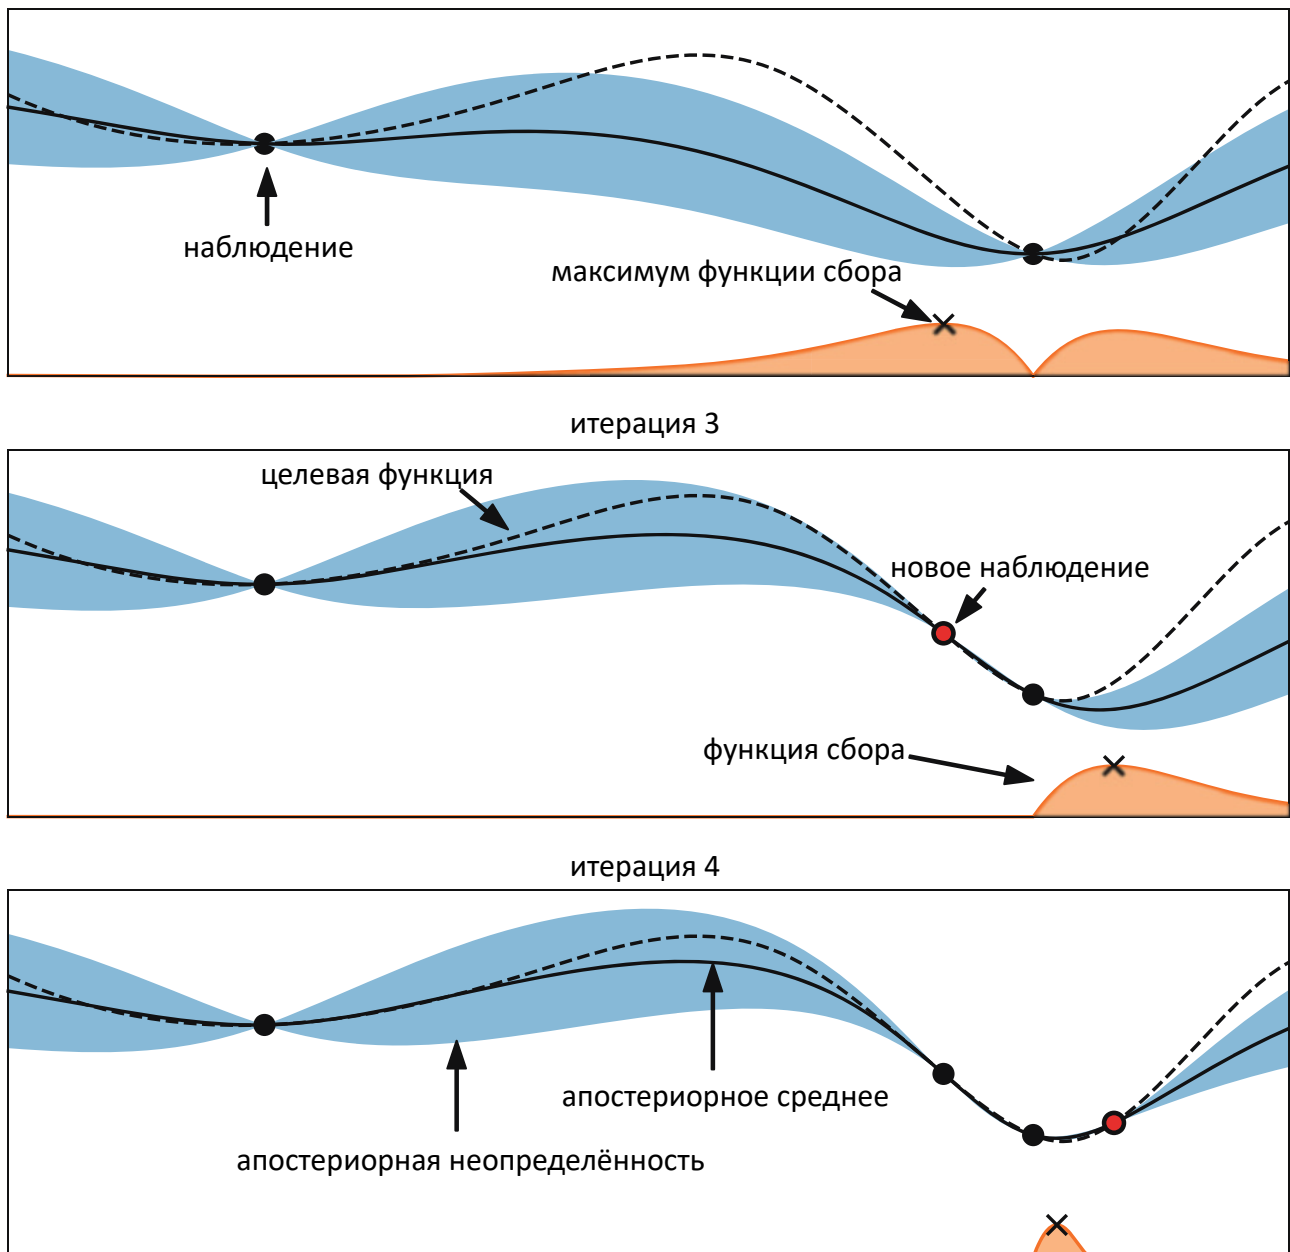 наблюдение
максимум функции сбора
итерация 3
целевая функция
новое наблюдение
функция сбора
итерация 4
апостериорное среднее
апостериорная неопределённость